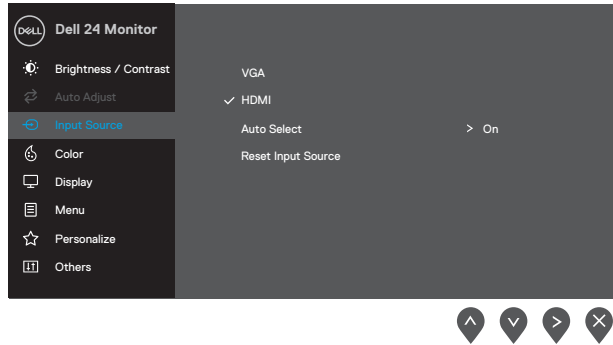 DELL
Dell 24 Monitor
Brightness / Contrast
Auto Adjust
Input Source
Color
Display
Menu
Personalize
Others
VGA
HDMI
Auto Select > On
Reset Input Source